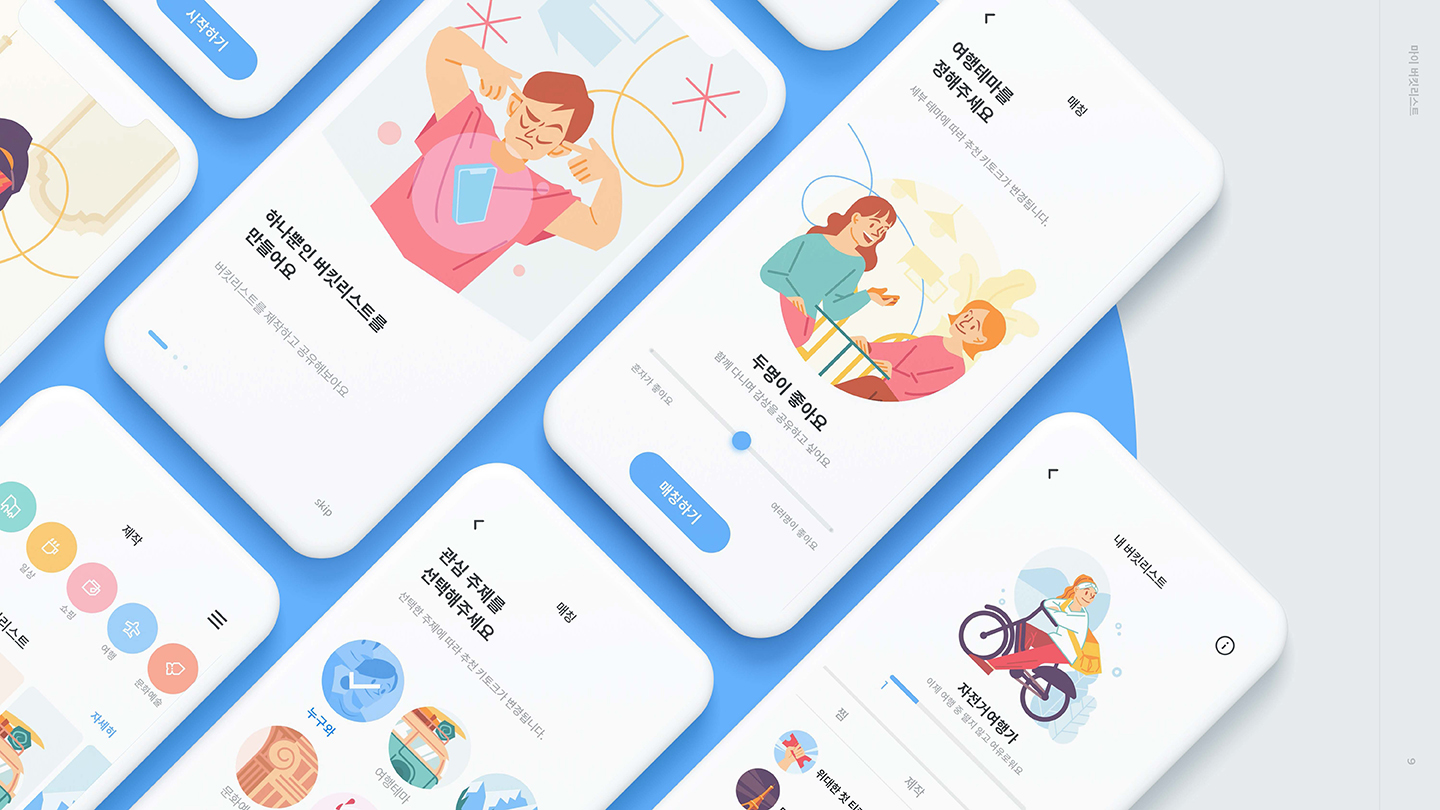 시작하기
하나뿐인 버킷리스트를
만들어요
버킷리스트를 제작하고 공유해보아요
skip
매칭
여행테마를
정해주세요
세부 테마에 따라 추천 키토크가 변경됩니다.
두명이 좋아요
함께 다니며 감상을 공유하고 싶어요
혼자가 좋아요
여러명이 좋아요
매칭하기
제작
일상
쇼핑
여행
문화예술
리스트
자세히
매칭
관심 주제를
선택해주세요
선택한 주제에 따라 추천 키토크가 변경됩니다.
누구와
여행테마
내 버킷리스트
자전거여행가
이제 여행 중 쫓지 않고 여유로워요
1
찜
제작
위대한 첫
마이 버킷리스트
9